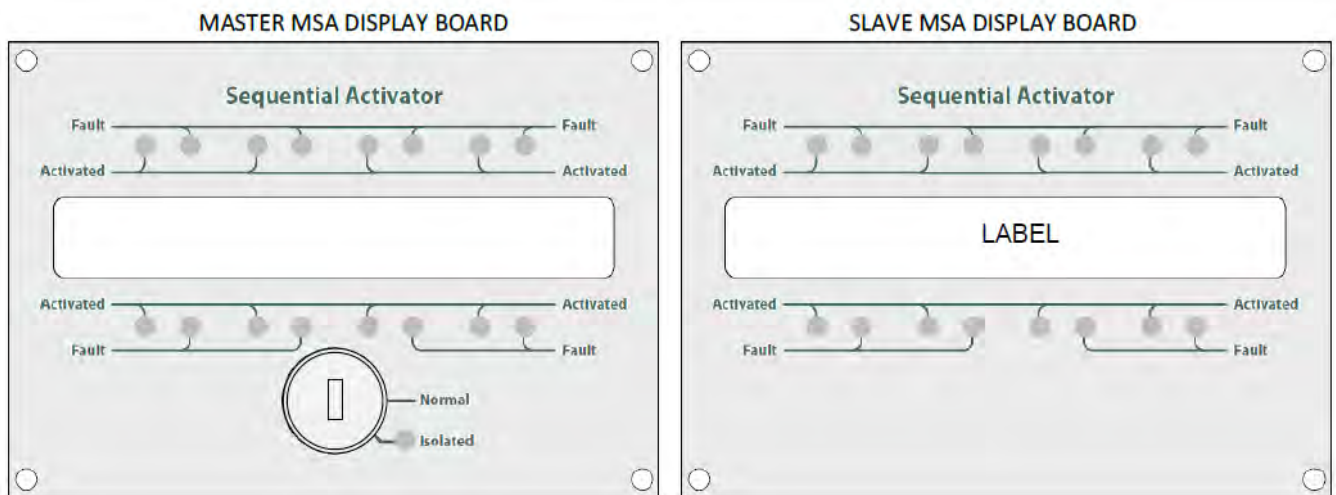 MASTER MSA DISPLAY BOARD
Sequential Activator
Fault Fault
Activated Activated
Activated Activated
Fault Fault
Normal
Isolated
SLAVE MSA DISPLAY BOARD
Sequential Activator
Fault Fault
Activated Activated
LABEL
Activated Activated
Fault Fault